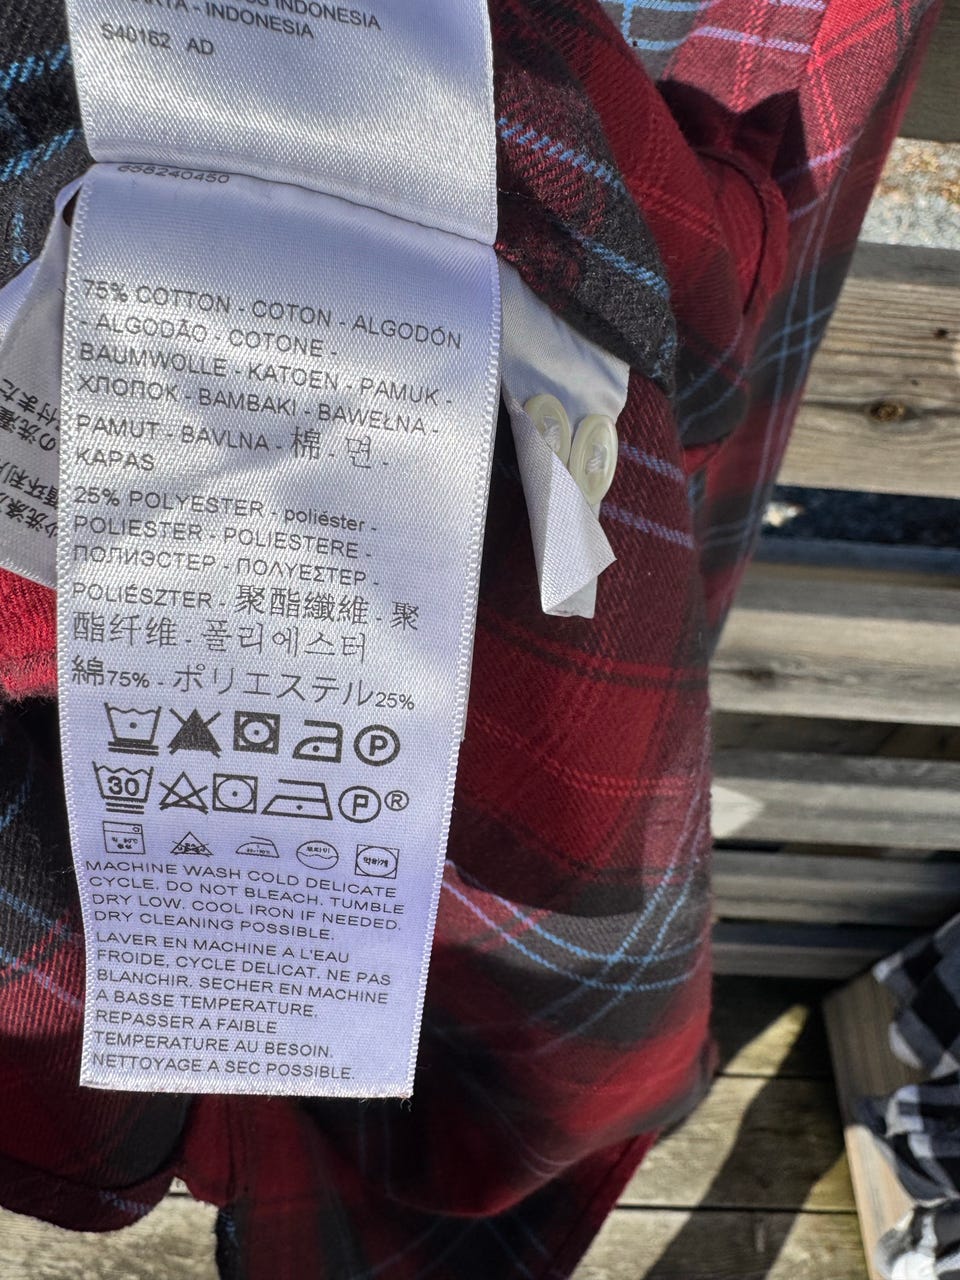 INDONESIA
- INDONESIA
S40162 AD
656240450
75% COTTON - COTON - ALGODÓN
- ALGODÃO - COTONE -
BAUMWOLLE - KATOEN - PAMUK -
ХЛОПОК - BAMBAKI - BAWEŁNA -
PAMUT - BAVLNA - 棉 - 면 -
KAPAS
25% POLYESTER - poliéster -
POLIESTER - POLIESTERE -
ПОЛИЭСТЕР - ΠΟΛΥΕΣΤΕΡ -
POLIÉSZTER - 聚酯纖維 - 聚
酯纤维 - 폴리에스터
綿75% - ポリエステル25%
P
30
P®
MACHINE WASH COLD DELICATE
CYCLE. DO NOT BLEACH. TUMBLE
DRY LOW. COOL IRON IF NEEDED.
DRY CLEANING POSSIBLE.
LAVER EN MACHINE A L'EAU
FROIDE, CYCLE DELICAT. NE PAS
BLANCHIR. SECHER EN MACHINE
A BASSE TEMPERATURE.
REPASSER A FAIBLE
TEMPERATURE AU BESOIN.
NETTOYAGE A SEC POSSIBLE.